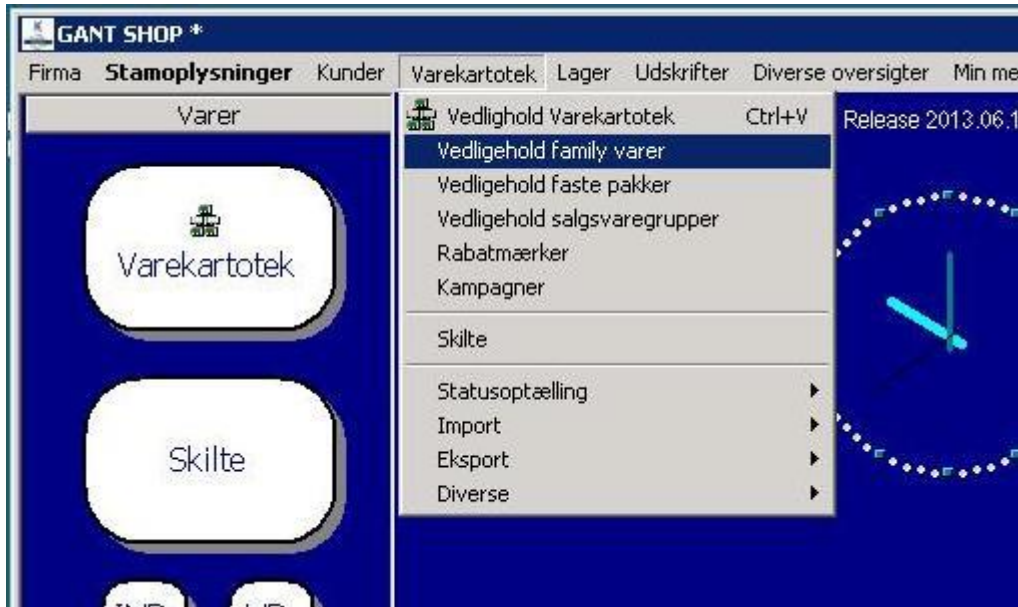 GANT SHOP *
Firma Stamoplysninger Kunder Varekartotek Lager Udskrifter Diverse oversigter Min
Varer
Vedlighold Varekartotek Ctrl+V
Release 2013.06.1
Vedligehold family varer
Vedligehold faste pakker
Vedligehold salgsvaregrupper
Rabatmærker
Kampagner
Varekartotek
Skilte
Statusoptælling
Import
Eksport
Diverse
Skilte